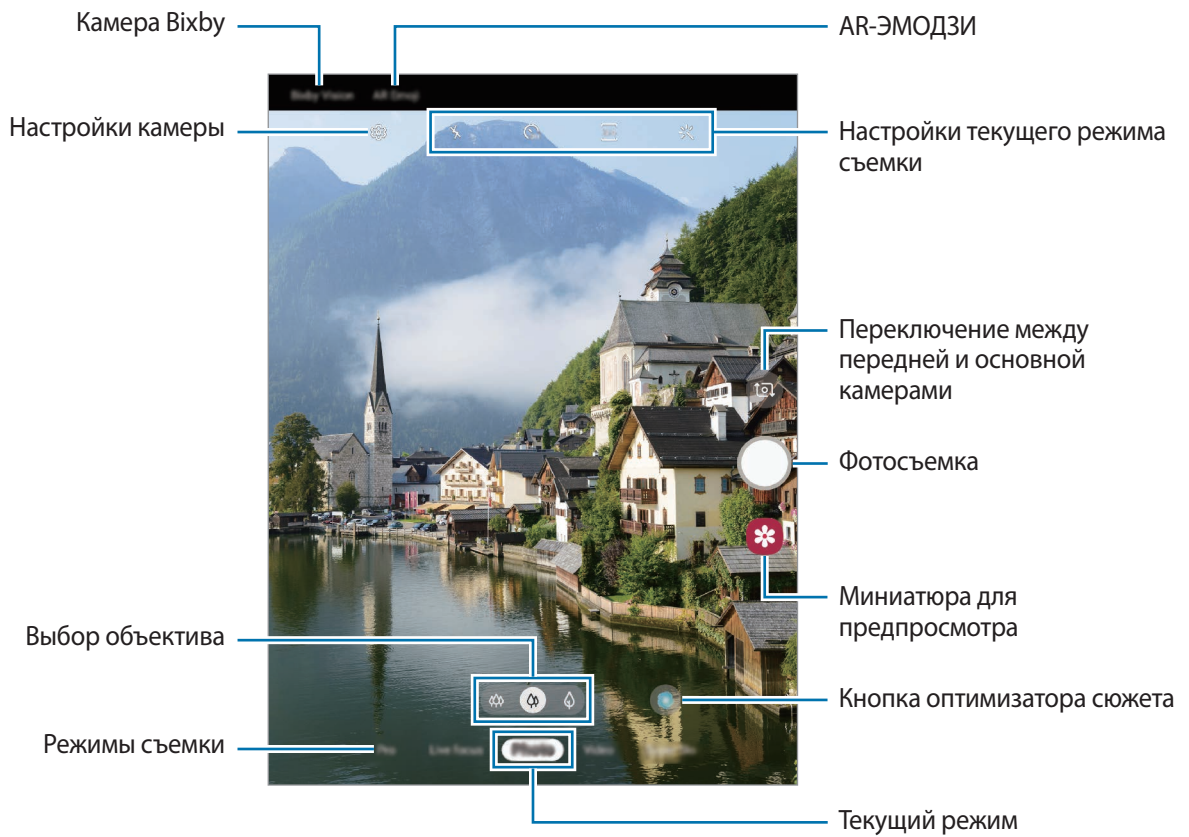 Камера Bixby
AR-ЭМОДЗИ
Bixby Vision
AR Emoji
Настройки камеры
Настройки текущего режима
съемки
Переключение между
передней и основной
камерами
Фотосъемка
Миниатюра для
предпросмотра
Выбор объектива
Кнопка оптимизатора сюжета
Режимы съемки
Pro
Live focus
Photo
Video
Текущий режим